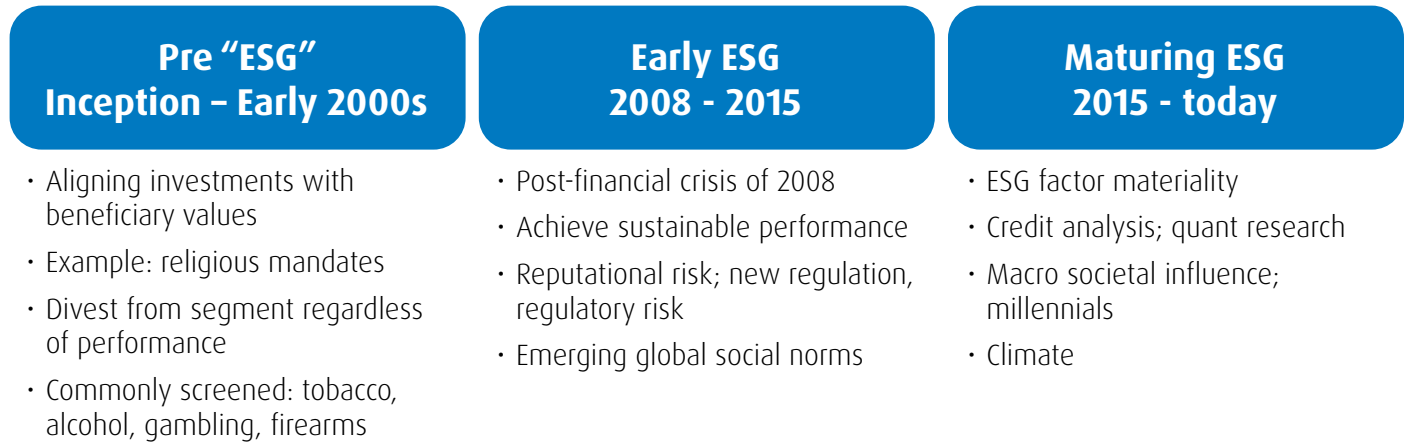 Pre “ESG”
Inception – Early 2000s
· Aligning investments with
beneficiary values
· Example: religious mandates
· Divest from segment regardless
of performance
· Commonly screened: tobacco,
alcohol, gambling, firearms
Early ESG
2008 - 2015
· Post-financial crisis of 2008
· Achieve sustainable performance
· Reputational risk; new regulation,
regulatory risk
· Emerging global social norms
Maturing ESG
2015 - today
· ESG factor materiality
· Credit analysis; quant research
· Macro societal influence;
millennials
· Climate